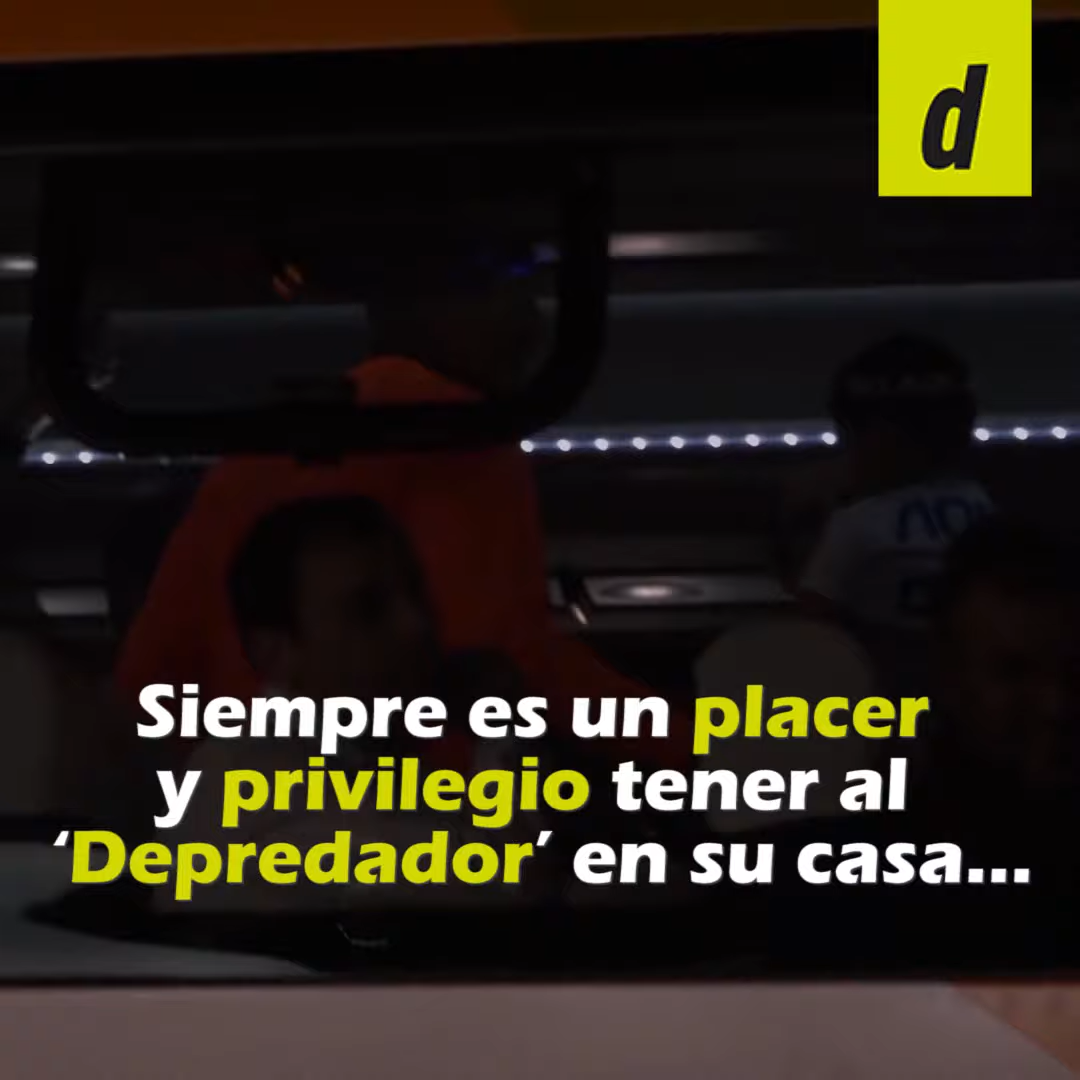 d
Siempre es un placer
y privilegio tener al
‘Depredador’ en su casa...